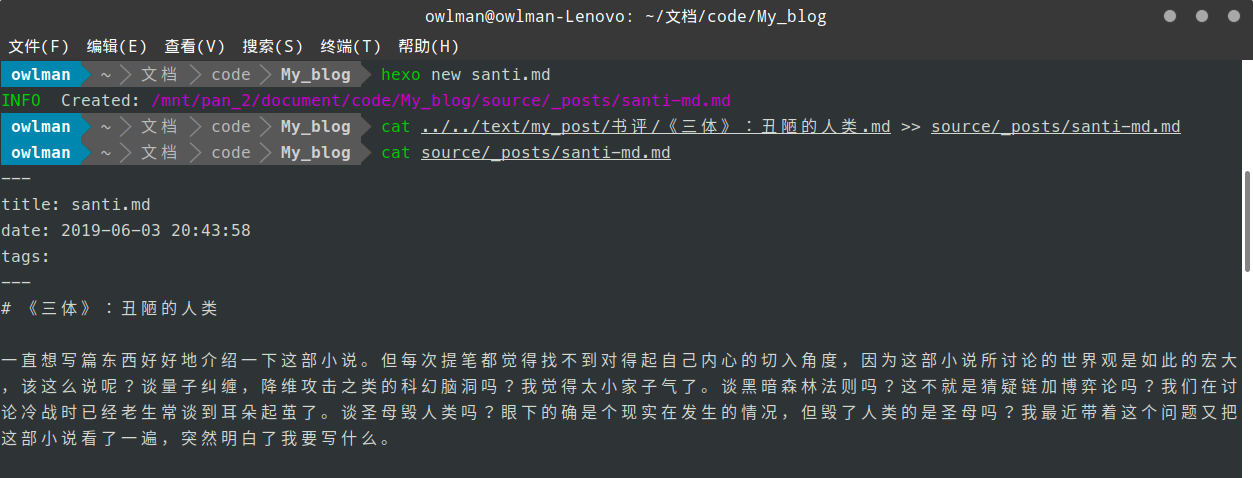 owlman@owlman-Lenovo: ~/文档/code/My_blog
文件(F) 编辑(E) 查看(V) 搜索(S) 终端(T) 帮助(H)
owlman ~ 文档 code My_blog hexo new santi.md
INFO  Created: /mnt/pan_2/document/code/My_blog/source/_posts/santi-md.md
owlman ~ 文档 code My_blog cat ../../text/my_post/书评/《三体》：丑陋的人类.md >> source/_posts/santi-md.md
owlman ~ 文档 code My_blog cat source/_posts/santi-md.md
---
title: santi.md
date: 2019-06-03 20:43:58
tags:
---
# 《三体》：丑陋的人类
一直想写篇东西好好地介绍一下这部小说。但每次提笔都觉得找不到对得起自己内心的切入角度，因为这部小说所讨论的世界观是如此的宏大
，该这么说呢？谈量子纠缠，降维攻击之类的科幻脑洞吗？我觉得太小家子气了。谈黑暗森林法则吗？这不就是猜疑链加博弈论吗？我们在讨
论冷战时已经老生常谈到耳朵起茧了。谈圣母毁人类吗？眼下的确是个现实在发生的情况，但毁了人类的是圣母吗？我最近带着这个问题又把
这部小说看了一遍，突然明白了我要写什么。